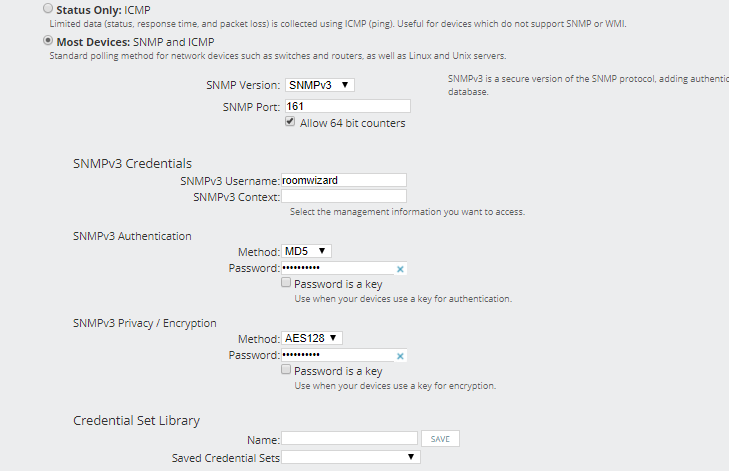 Status Only: ICMP
Limited data (status, response time, and packet loss) is collected using ICMP (ping). Useful for devices which do not support SNMP or WMI.
Most Devices: SNMP and ICMP
Standard polling method for network devices such as switches and routers, as well as Linux and Unix servers.
SNMP Version: SNMPv3
SNMPv3 is a secure version of the SNMP protocol, adding authentic
database.
SNMP Port: 161
Allow 64 bit counters
SNMPv3 Credentials
SNMPv3 Username: roomwizard
SNMPv3 Context:
Select the management information you want to access.
SNMPv3 Authentication
Method: MD5
Password: ••••••••••
Password is a key
Use when your devices use a key for authentication.
SNMPv3 Privacy / Encryption
Method: AES128
Password: ••••••••••
Password is a key
Use when your devices use a key for encryption.
Credential Set Library
Name: SAVE
Saved Credential Sets